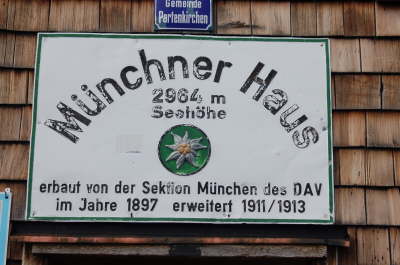 Gemeinde
Partenkirchen
Münchner Haus
2964 m
Seehöhe
erbaut von der Sektion München des DAV
im Jahre 1897 erweitert 1911/1913